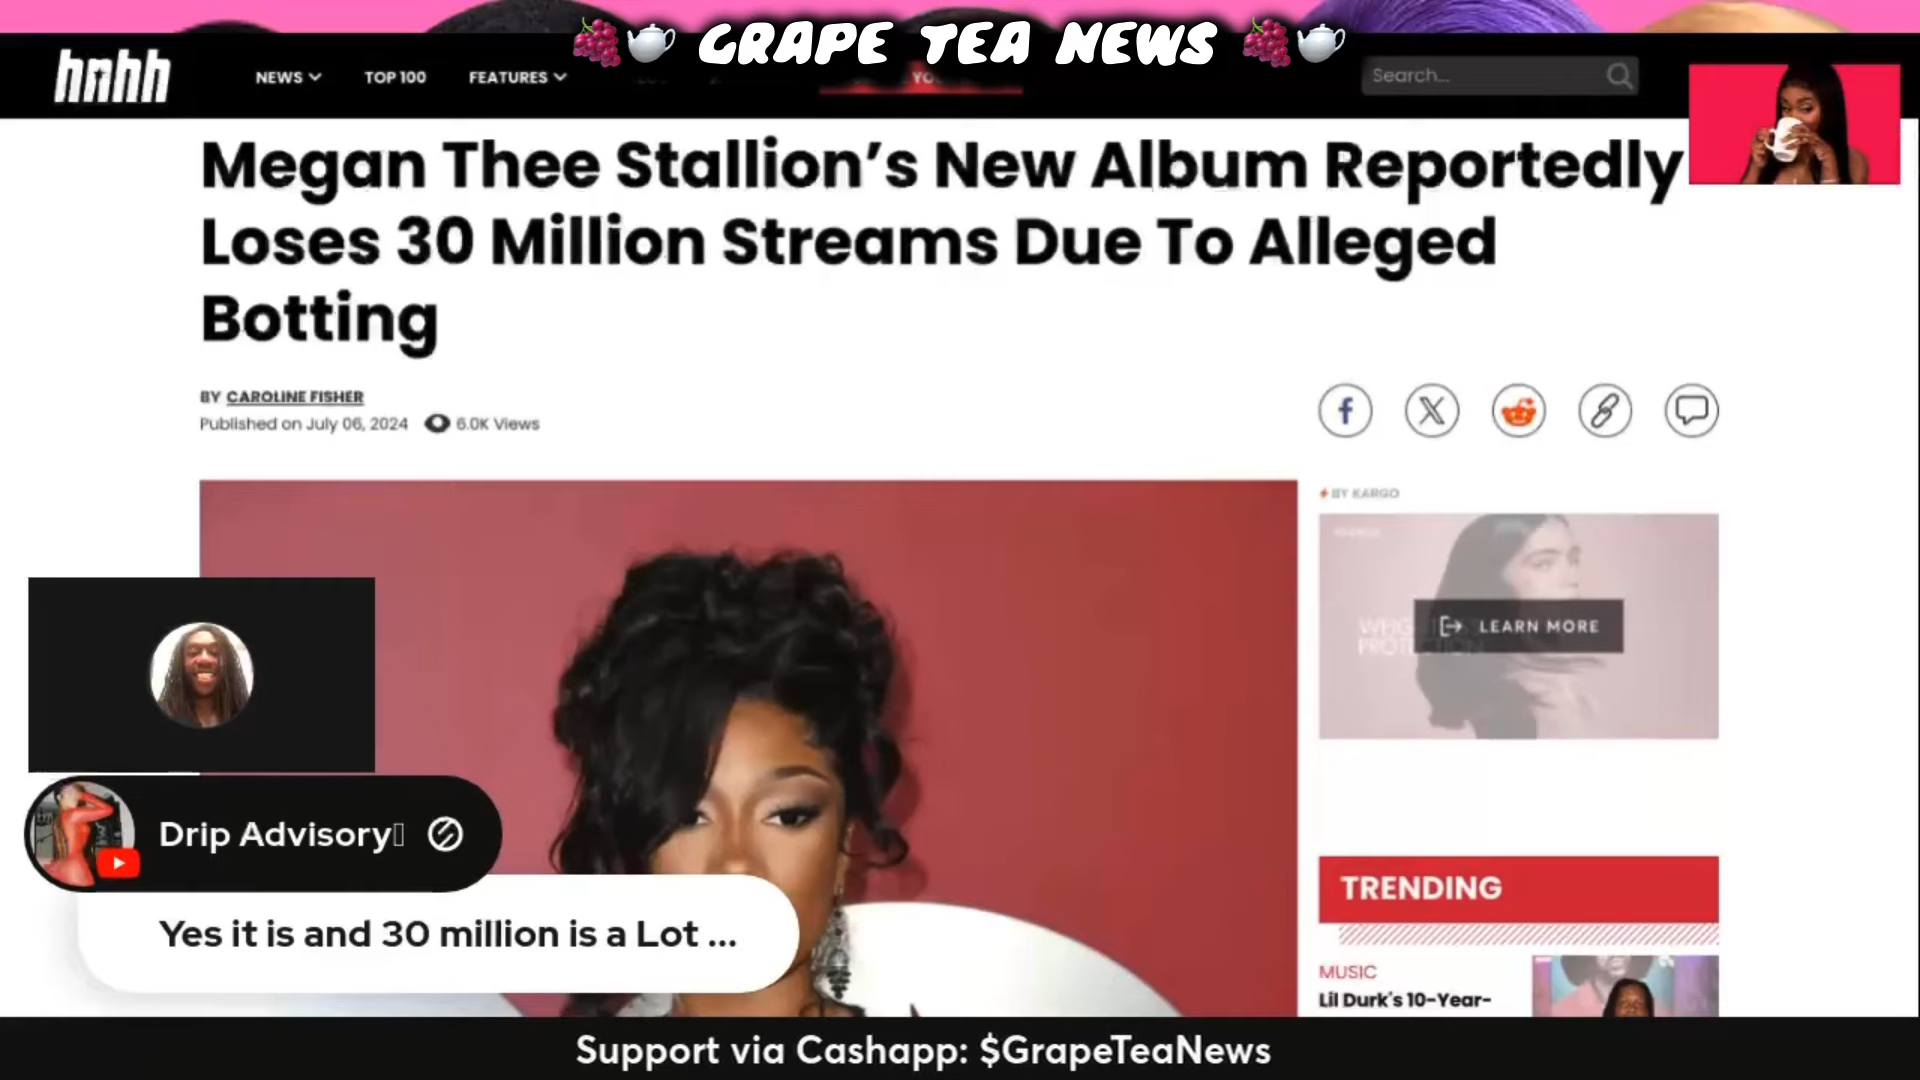 GRAPE TEA NEWS
hnhh
NEWS
TOP 100
FEATURES
Search...
Megan Thee Stallion’s New Album Reportedly
Loses 30 Million Streams Due To Alleged
Botting
BY CAROLINE FISHER
Published on July 06, 2024
6.0K Views
BY KARGO
LEARN MORE
TRENDING
MUSIC
Lil Durk's 10-Year-
Drip Advisory
Yes it is and 30 million is a Lot ...
Support via Cashapp: $GrapeTeaNews